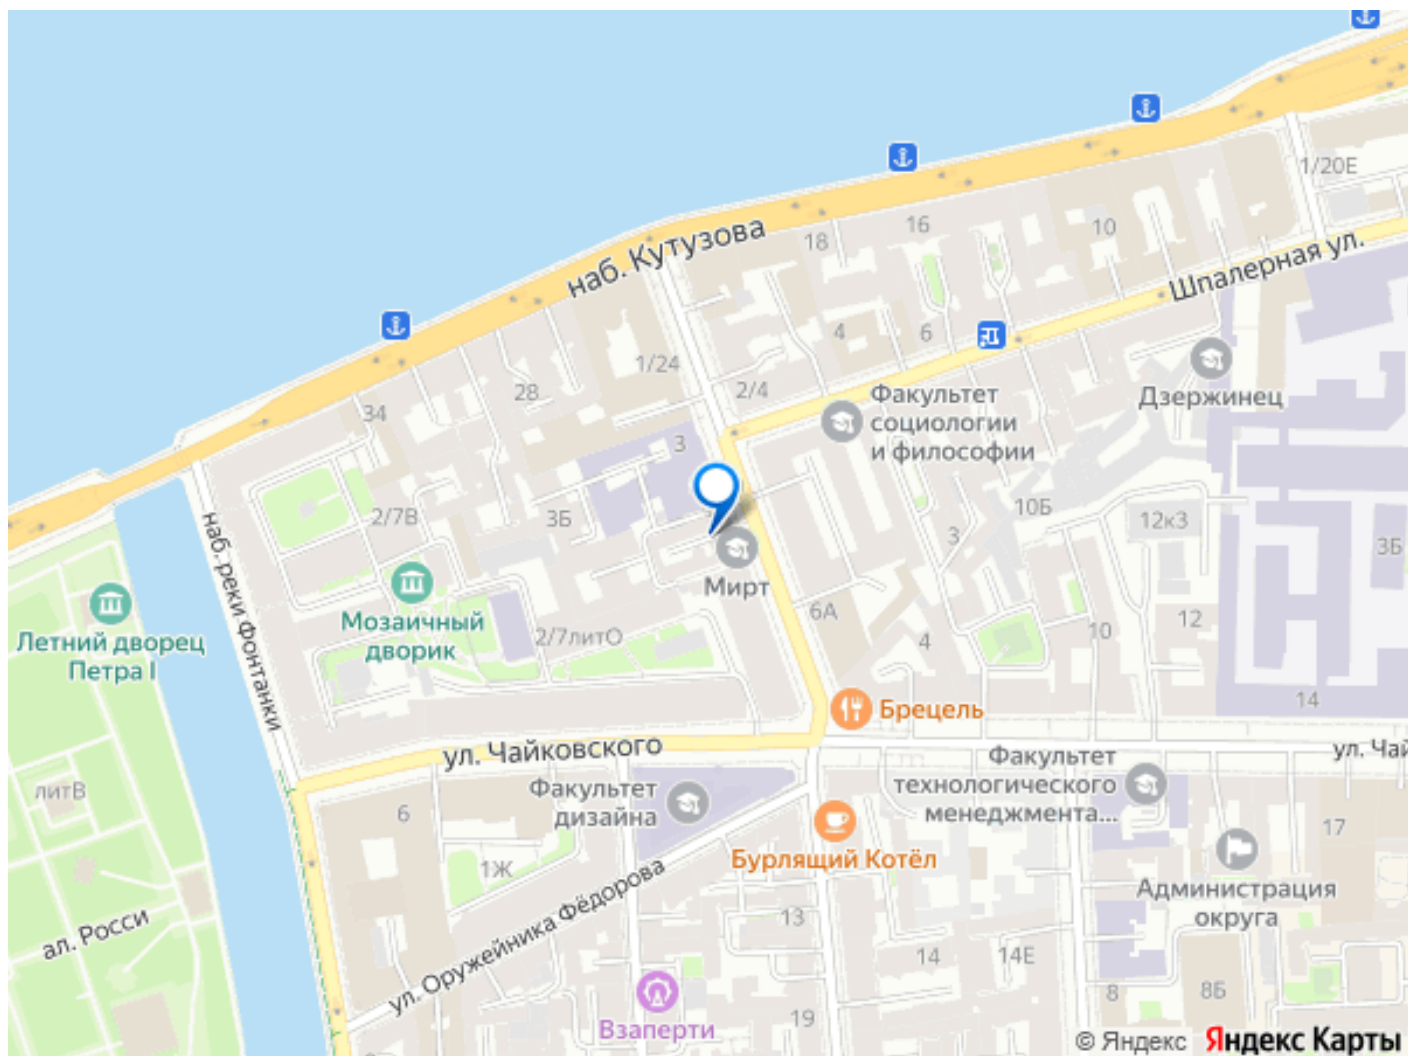 1/20Е
наб. Кутузова
18
16
10
Шпалерная ул.
4
6
1/24
2/4
28
34
Факультет
социологии
и философии
Дзержинец
3
2/7В
3Б
10Б
12к3
3
3Б
наб. реки Фонтанки
Мирт
Летний дворец
Петра I
Мозаичный
дворик
2/7литО
6А
4
10
12
14
Брецель
ул. Чайковского
ул. Чай
Факультет
технологического
менеджмента...
Факультет
дизайна
литВ
6
1Ж
17
Бурлящий Котёл
Администрация
округа
ул. Оружейника Фёдорова
ал. Росси
13
14
14Е
8
8Б
19
Взаперти
© Яндекс Яндекс Карты